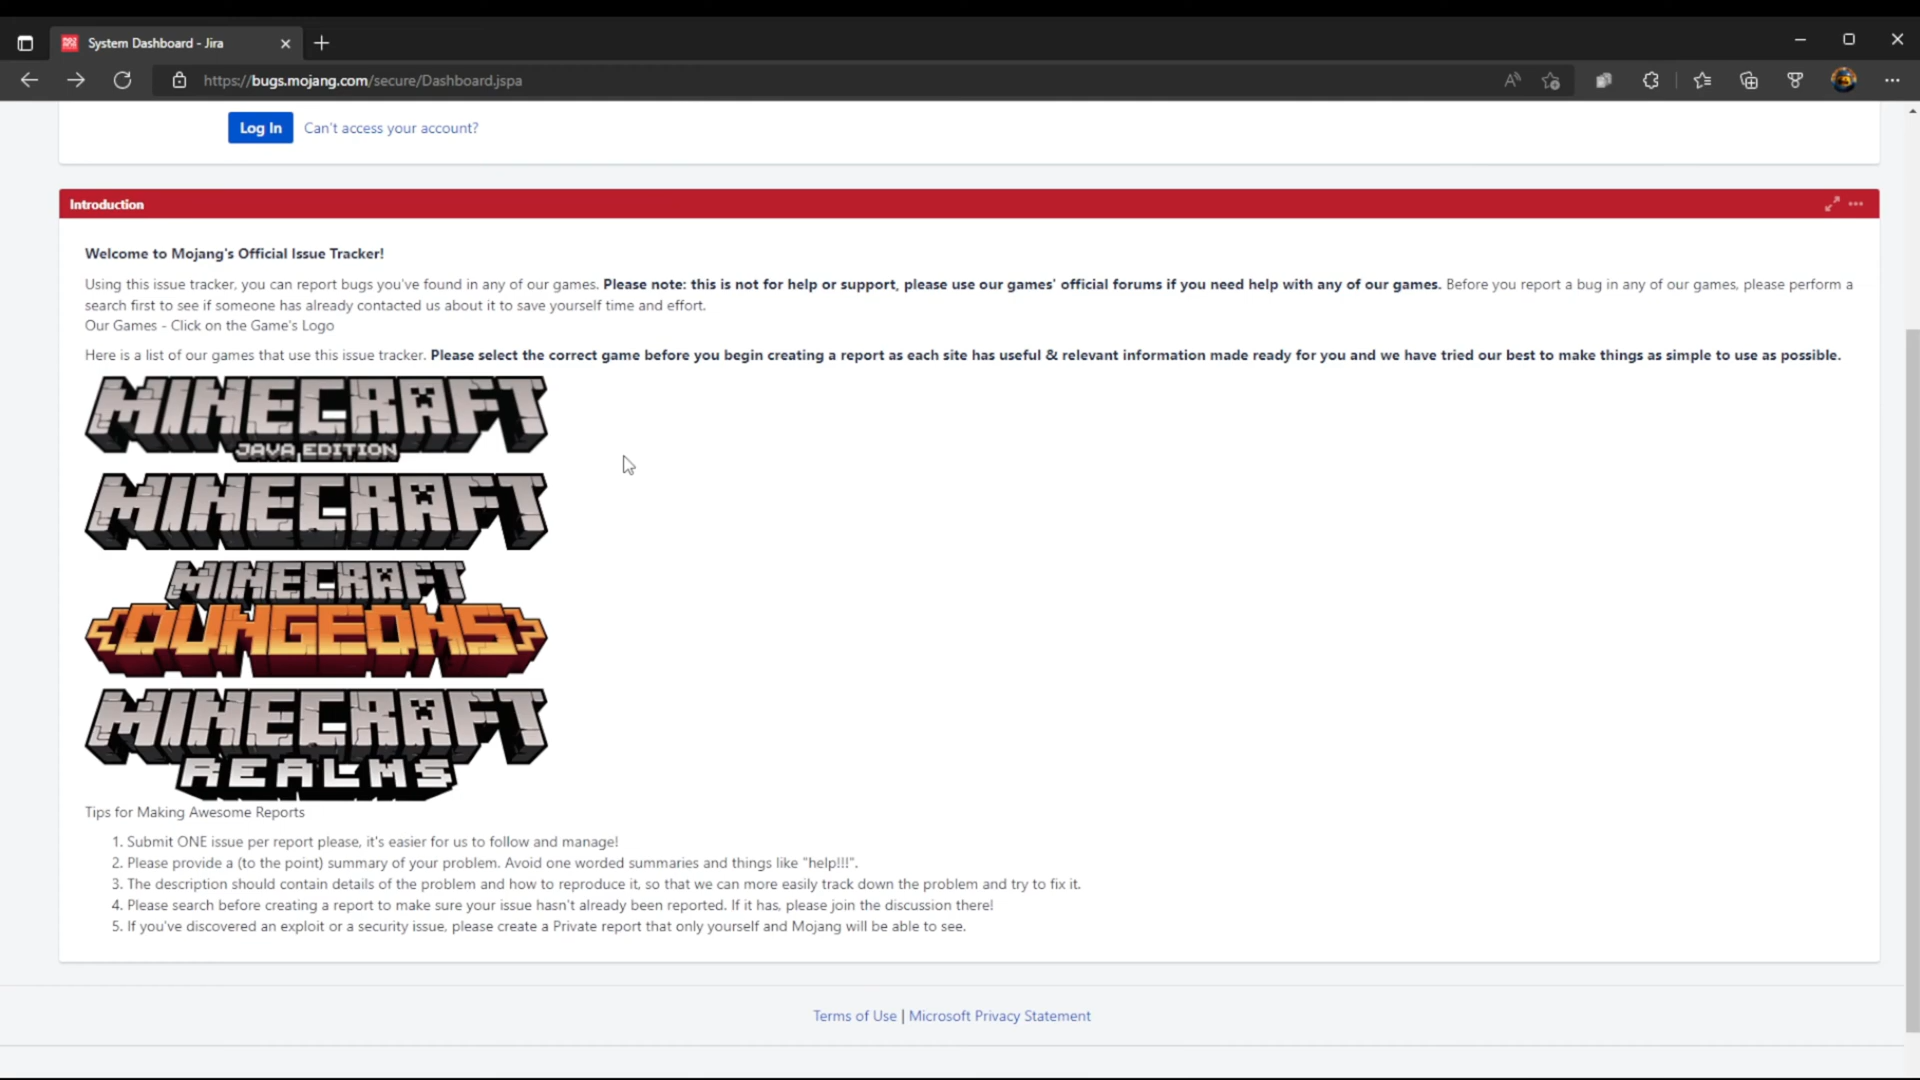 System Dashboard - Jira
https://bugs.mojang.com/secure/Dashboard.jspa
Log In Can't access your account?
Introduction
Welcome to Mojang's Official Issue Tracker!
Using this issue tracker, you can report bugs you've found in any of our games. Please note: this is not for help or support, please use our games' official forums if you need help with any of our games. Before you report a bug in any of our games, please perform a
search first to see if someone has already contacted us about it to save yourself time and effort.
Our Games - Click on the Game's Logo
Here is a list of our games that use this issue tracker. Please select the correct game before you begin creating a report as each site has useful & relevant information made ready for you and we have tried our best to make things as simple to use as possible.
MINECRAFT
JAVA EDITION
MINECRAFT
MINECRAFT
DUNGEONS
MINECRAFT
REALMS
Tips for Making Awesome Reports
1. Submit ONE issue per report please, it's easier for us to follow and manage!
2. Please provide a (to the point) summary of your problem. Avoid one worded summaries and things like "help!!!".
3. The description should contain details of the problem and how to reproduce it, so that we can more easily track down the problem and try to fix it.
4. Please search before creating a report to make sure your issue hasn't already been reported. If it has, please join the discussion there!
5. If you've discovered an exploit or a security issue, please create a Private report that only yourself and Mojang will be able to see.
Terms of Use | Microsoft Privacy Statement